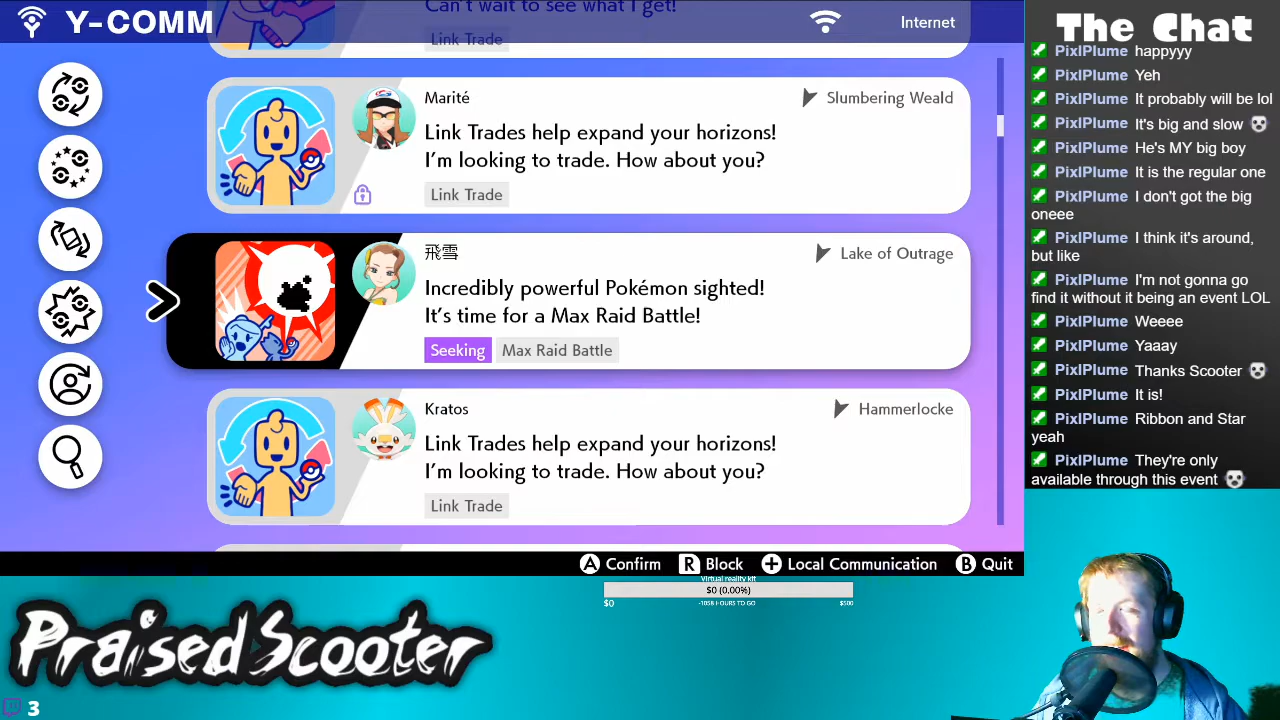 Y-COMM
Internet
Can't wait to see what I get!
Link Trade
Marité
Slumbering Weald
Link Trades help expand your horizons!
I'm looking to trade. How about you?
Link Trade
飛雪
Lake of Outrage
Incredibly powerful Pokémon sighted!
It's time for a Max Raid Battle!
Seeking
Max Raid Battle
Kratos
Hammerlocke
Link Trades help expand your horizons!
I'm looking to trade. How about you?
Link Trade
A Confirm
R Block
+ Local Communication
B Quit
The Chat
PixlPlume happyyy
PixlPlume Yeh
PixlPlume It probably will be lol
PixlPlume It's big and slow
PixlPlume He's MY big boy
PixlPlume It is the regular one
PixlPlume I don't got the big
oneee
PixlPlume I think it's around,
but like
PixlPlume I'm not gonna go
find it without it being an event LOL
PixlPlume Weeee
PixlPlume Yaaay
PixlPlume Thanks Scooter
PixlPlume It is!
PixlPlume Ribbon and Star
yeah
PixlPlume They're only
available through this event
Virtual reality kit
$0 (0.00%)
$0
-1058 HOURS TO GO
$500
PraisedScooter
3